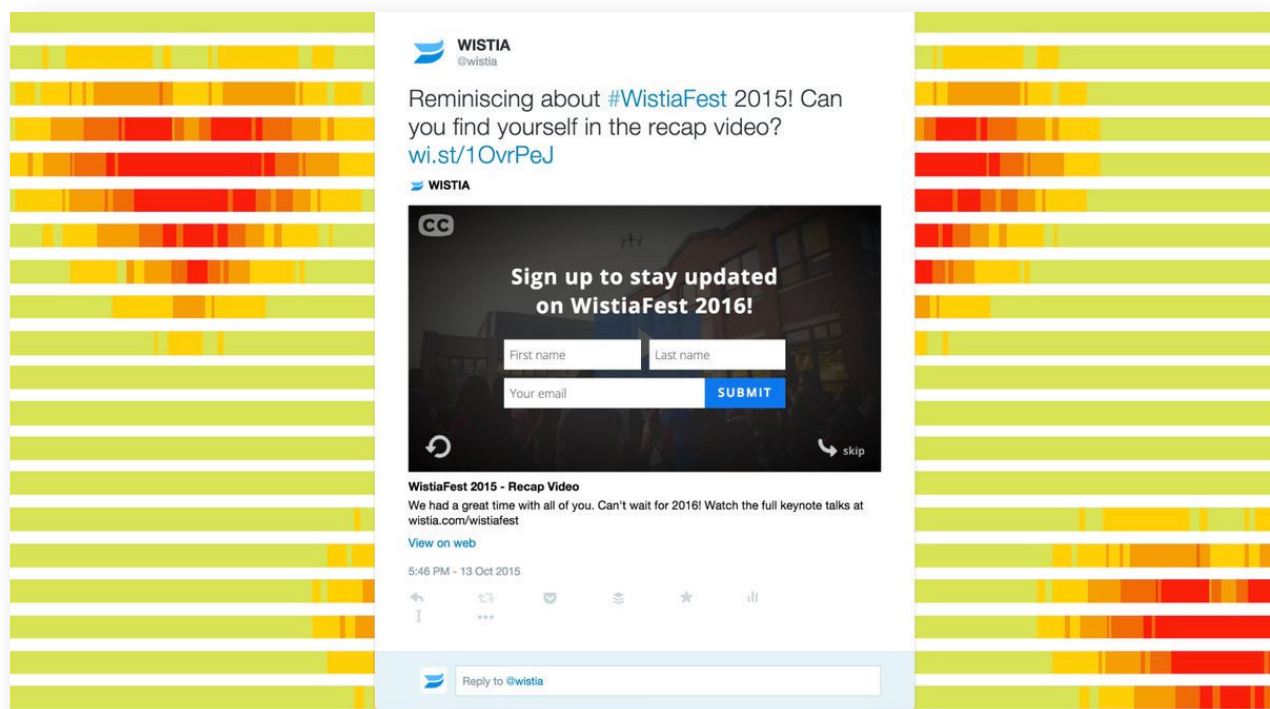 WISTIA
@wistia
Reminiscing about #WistiaFest 2015! Can
you find yourself in the recap video?
wi.st/1OvrPeJ
WISTIA
CC
Sign up to stay updated
on WistiaFest 2016!
First name Last name
Your email SUBMIT
skip
WistiaFest 2015 - Recap Video
We had a great time with all of you. Can't wait for 2016! Watch the full keynote talks at
wistia.com/wistiafest
View on web
5:46 PM - 13 Oct 2015
Reply to @wistia